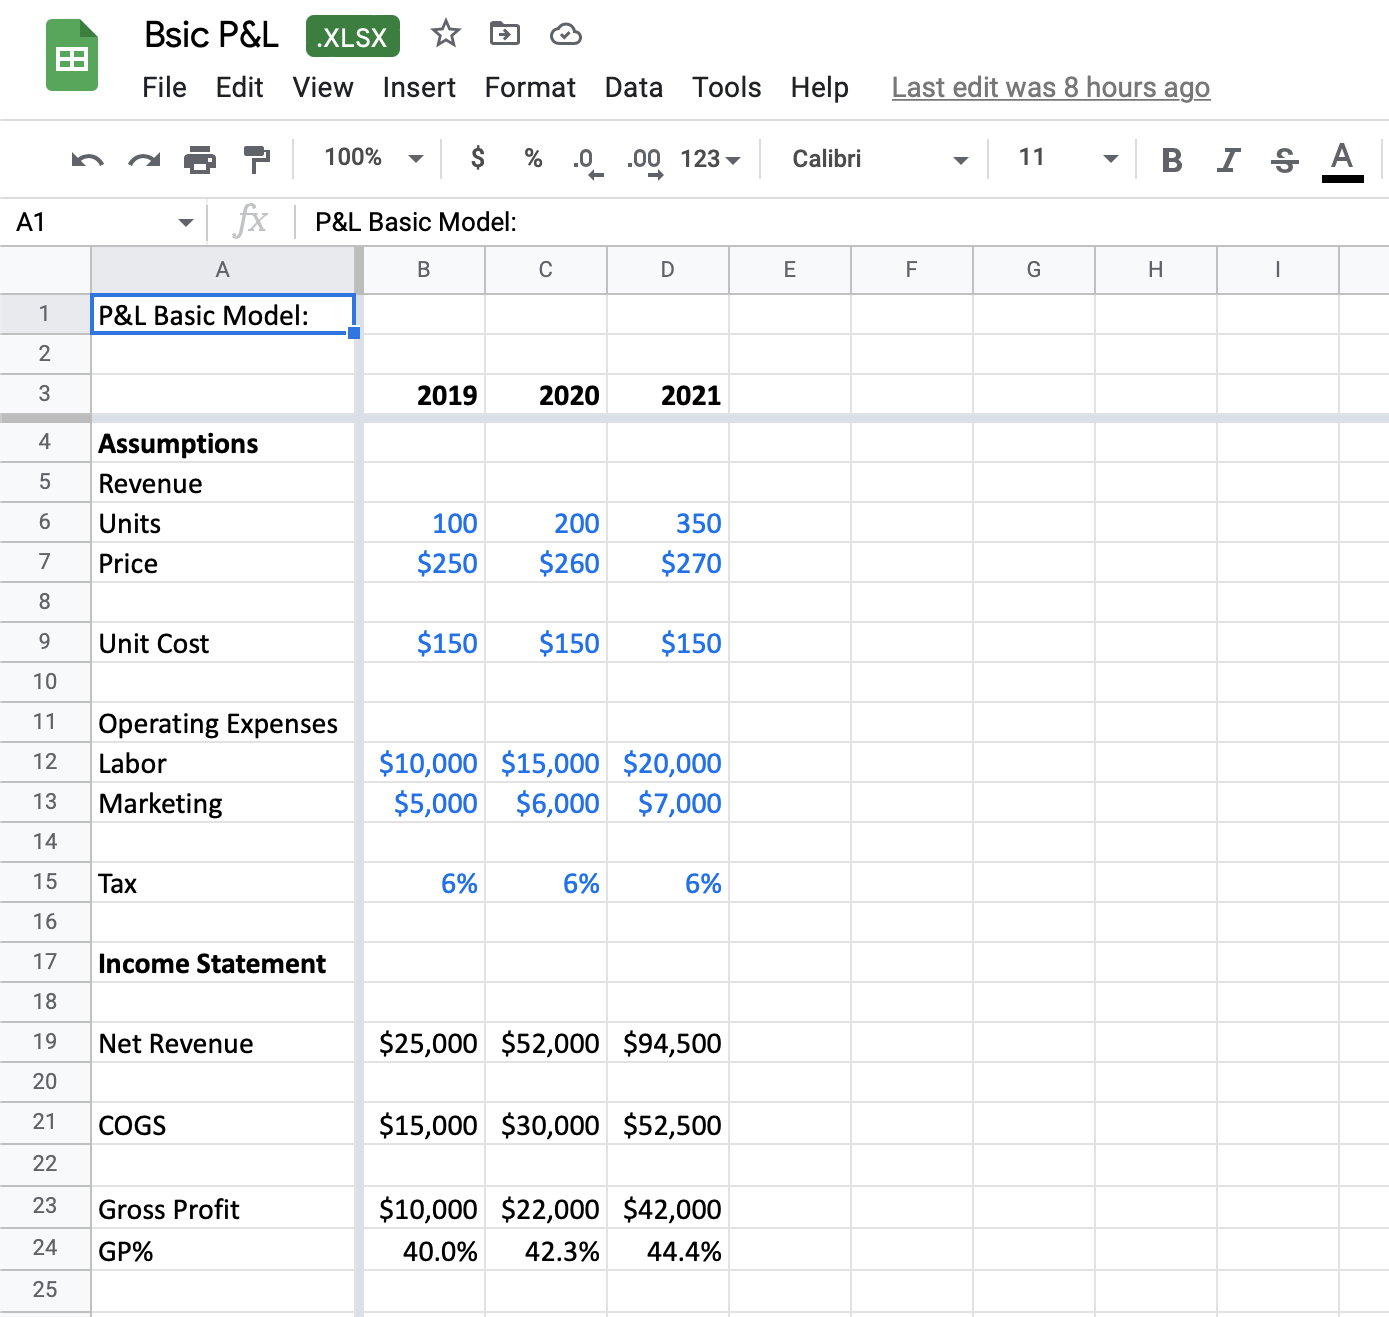 Bsic P&L .XLSX
File Edit View Insert Format Data Tools Help Last edit was 8 hours ago
100% $ % .0 .00 123 Calibri 11 B I S A
A1 fx P&L Basic Model:
A B C D E F G H I
1 P&L Basic Model:
2
3 2019 2020 2021
4 Assumptions
5 Revenue
6 Units 100 200 350
7 Price $250 $260 $270
8
9 Unit Cost $150 $150 $150
10
11 Operating Expenses
12 Labor $10,000 $15,000 $20,000
13 Marketing $5,000 $6,000 $7,000
14
15 Tax 6% 6% 6%
16
17 Income Statement
18
19 Net Revenue $25,000 $52,000 $94,500
20
21 COGS $15,000 $30,000 $52,500
22
23 Gross Profit $10,000 $22,000 $42,000
24 GP% 40.0% 42.3% 44.4%
25